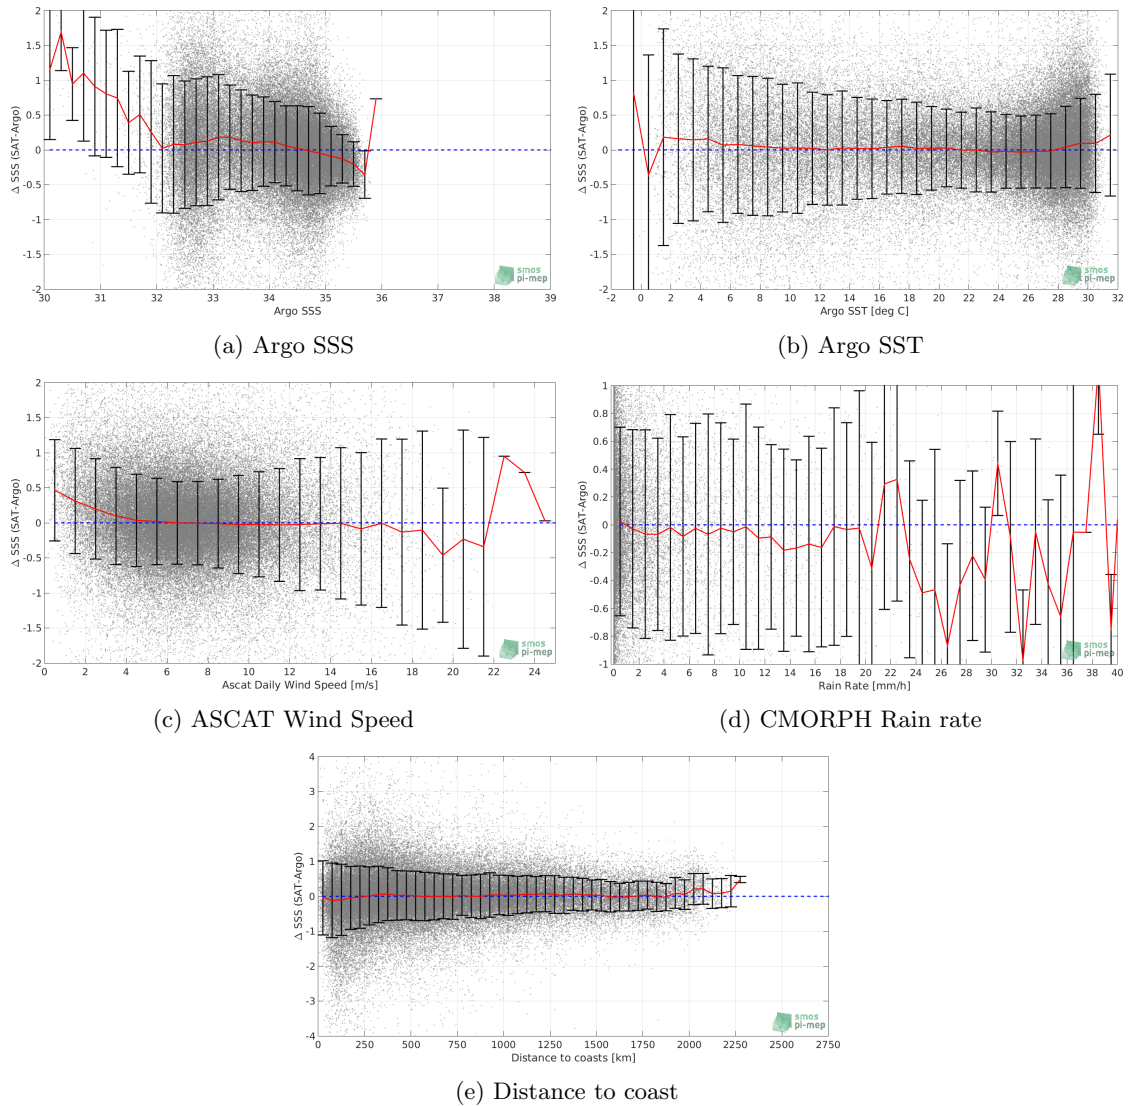 2
1.5
1
0.5
0
-0.5
-1
-1.5
-2
Δ SSS (SAT-Argo)
30 31 32 33 34 35 36 37 38 39
Argo SSS
smos
pi-mep
(a) Argo SSS
2
1.5
1
0.5
0
-0.5
-1
-1.5
-2
Δ SSS (SAT-Argo)
-2 0 2 4 6 8 10 12 14 16 18 20 22 24 26 28 30 32
Argo SST [deg C]
smos
pi-mep
(b) Argo SST
2
1.5
1
0.5
0
-0.5
-1
-1.5
-2
Δ SSS (SAT-Argo)
0 2 4 6 8 10 12 14 16 18 20 22 24
Ascat Daily Wind Speed [m/s]
smos
pi-mep
(c) ASCAT Wind Speed
1
0.8
0.6
0.4
0.2
0
-0.2
-0.4
-0.6
-0.8
-1
Δ SSS (SAT-Argo)
0 2 4 6 8 10 12 14 16 18 20 22 24 26 28 30 32 34 36 38 40
Rain Rate [mm/h]
smos
pi-mep
(d) CMORPH Rain rate
4
3
2
1
0
-1
-2
-3
-4
Δ SSS (SAT-Argo)
0 250 500 750 1000 1250 1500 1750 2000 2250 2500 2750
Distance to coasts [km]
smos
pi-mep
(e) Distance to coast